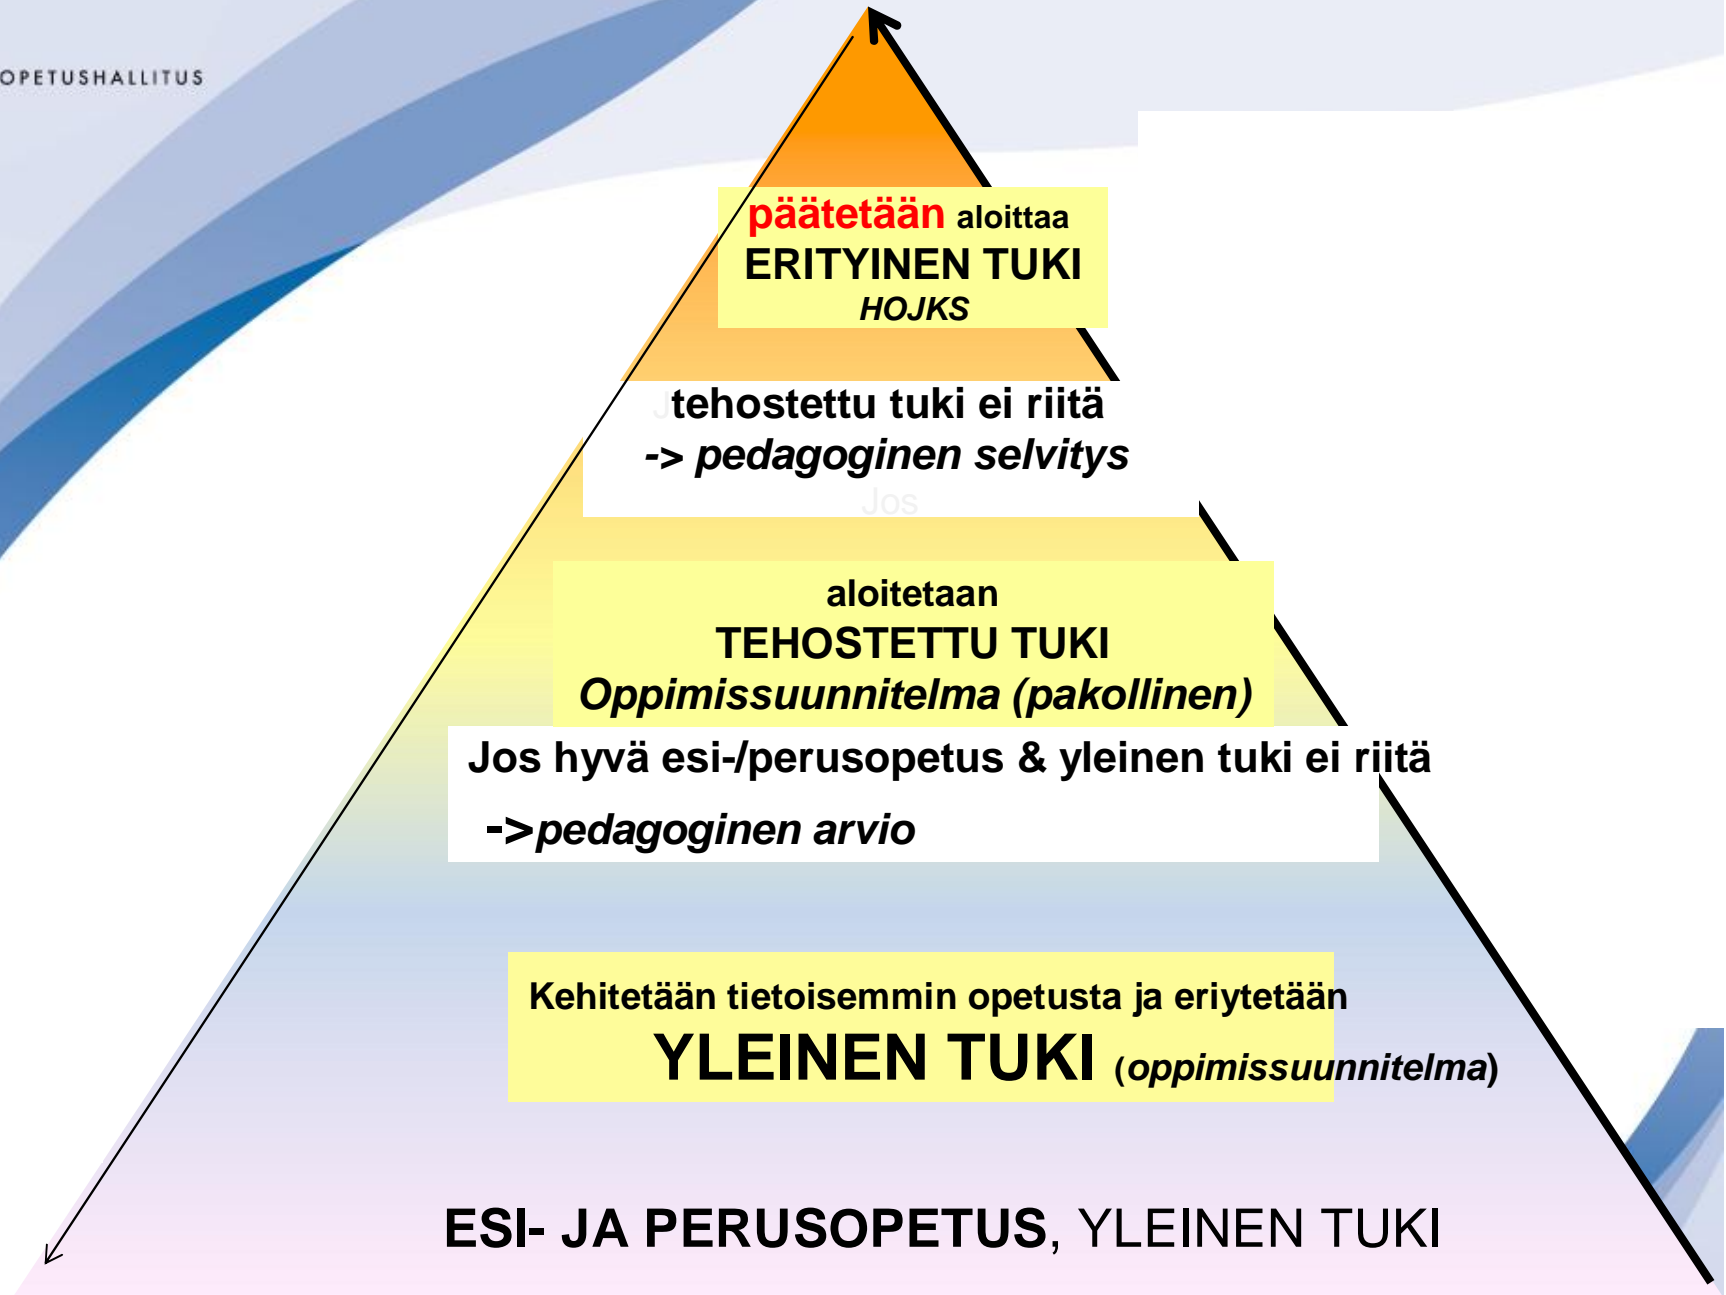 OPETUSHALLITUS
päätetään aloittaa
ERITYINEN TUKI
HOJKS
Jtehostettu tuki ei riitä
-> pedagoginen selvitys
Jos
aloitetaan
TEHOSTETTU TUKI
Oppimissuunnitelma (pakollinen)
Jos hyvä esi-/perusopetus & yleinen tuki ei riitä
->pedagoginen arvio
Kehitetään tietoisemmin opetusta ja eriytetään
YLEINEN TUKI (oppimissuunnitelma)
ESI- JA PERUSOPETUS, YLEINEN TUKI